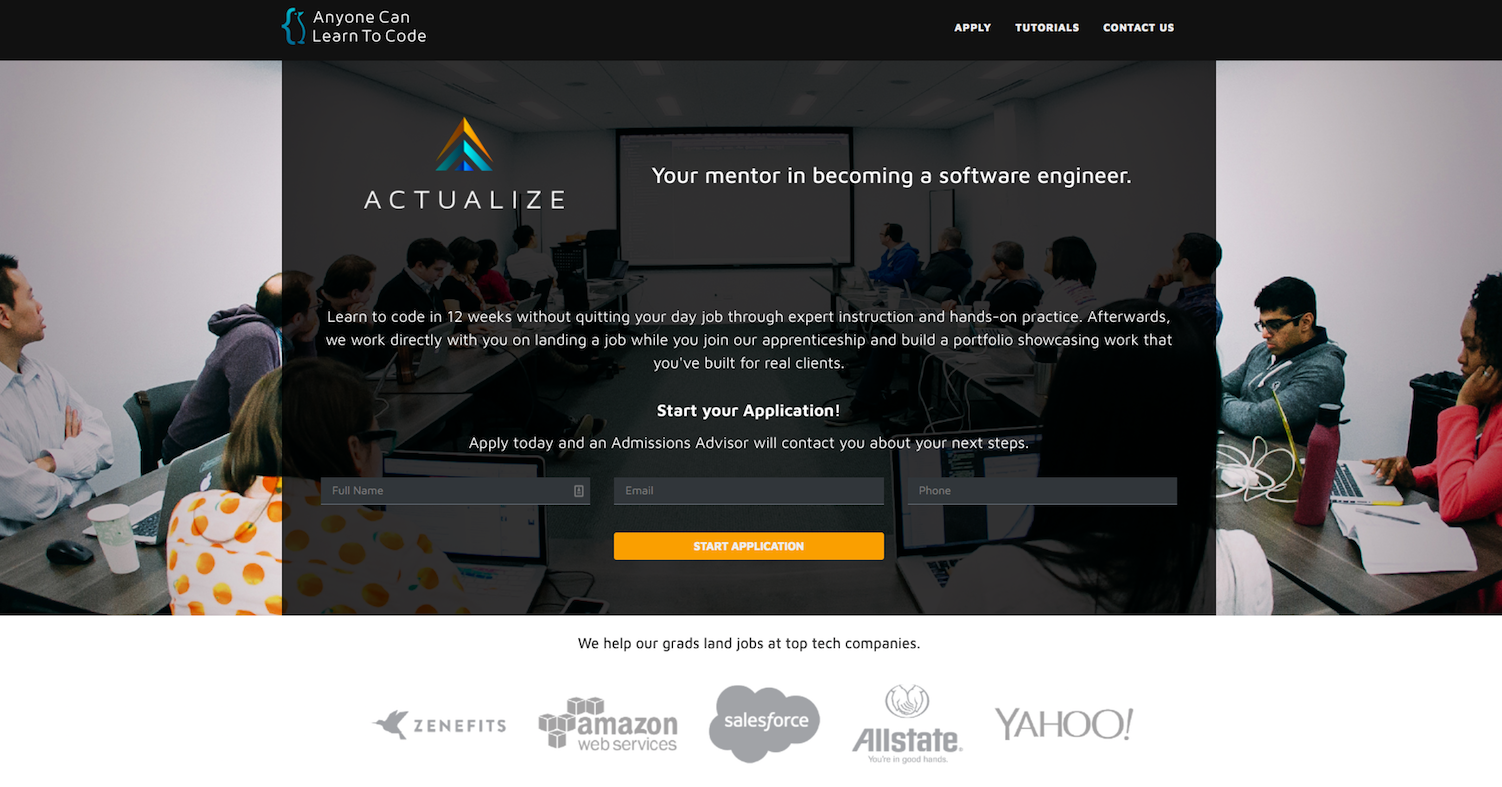 Anyone Can
Learn To Code
APPLY TUTORIALS CONTACT US
ACTUALIZE
Your mentor in becoming a software engineer.
Learn to code in 12 weeks without quitting your day job through expert instruction and hands-on practice. Afterwards,
we work directly with you on landing a job while you join our apprenticeship and build a portfolio showcasing work that
you've built for real clients.
Start your Application!
Apply today and an Admissions Advisor will contact you about your next steps.
Full Name Email Phone
START APPLICATION
We help our grads land jobs at top tech companies.
ZENEFITS
amazon
web services
salesforce
Allstate®
You're in good hands.
YAHOO!